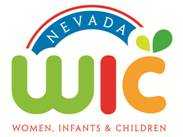 NEVADA
wic
WOMEN, INFANTS & CHILDREN